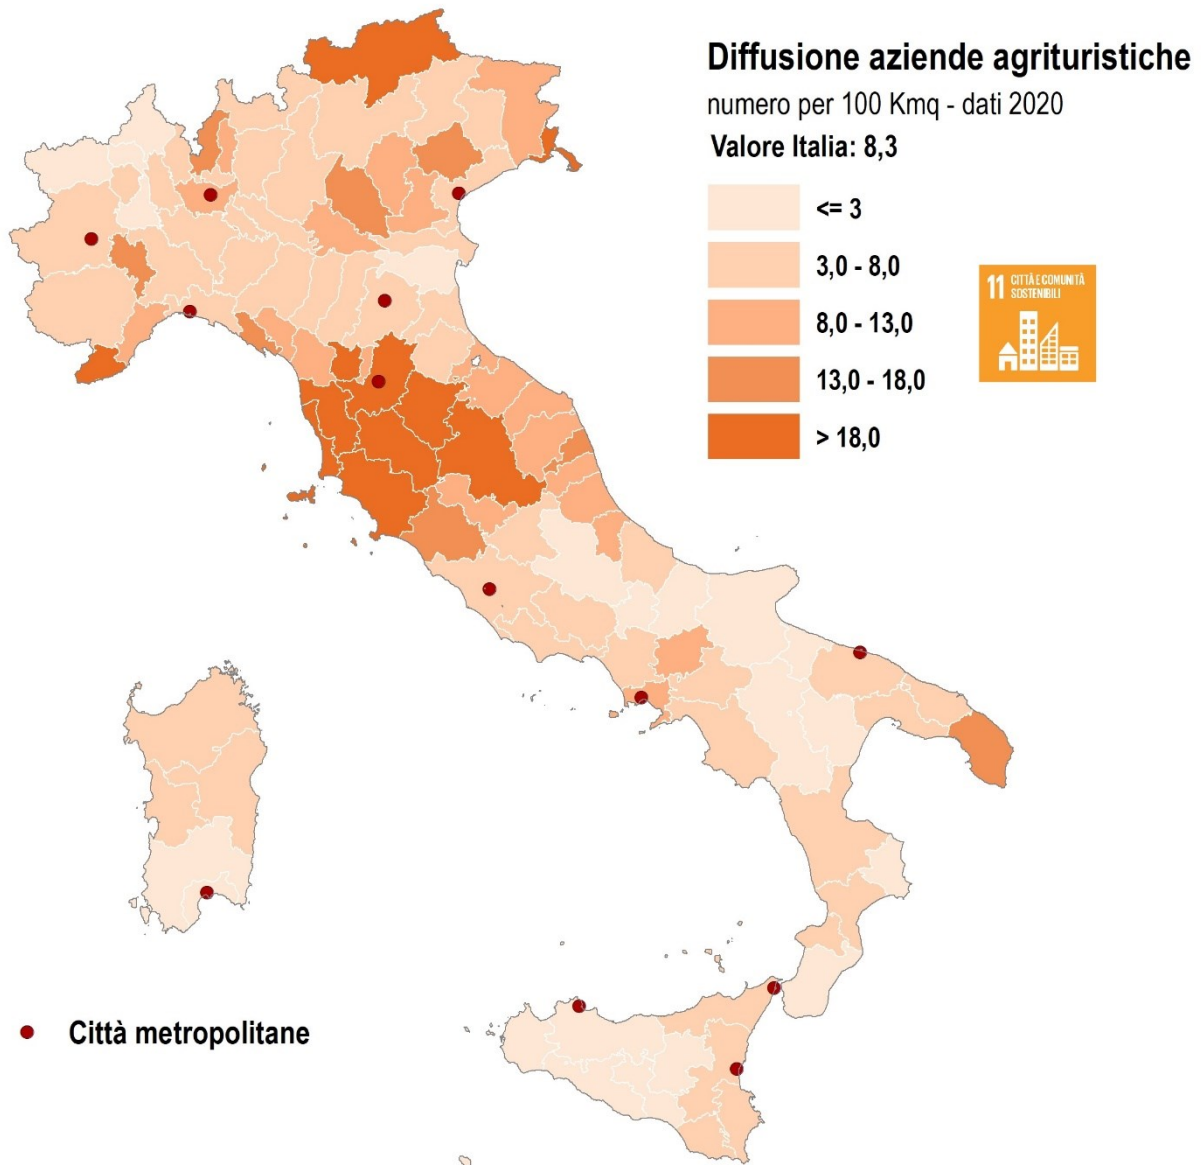 Diffusione aziende agrituristiche
numero per 100 Kmq - dati 2020
Valore Italia: 8,3
<= 3
3,0 - 8,0
8,0 - 13,0
13,0 - 18,0
> 18,0
11 CITTÀ E COMUNITÀ
SOSTENIBILI
Città metropolitane